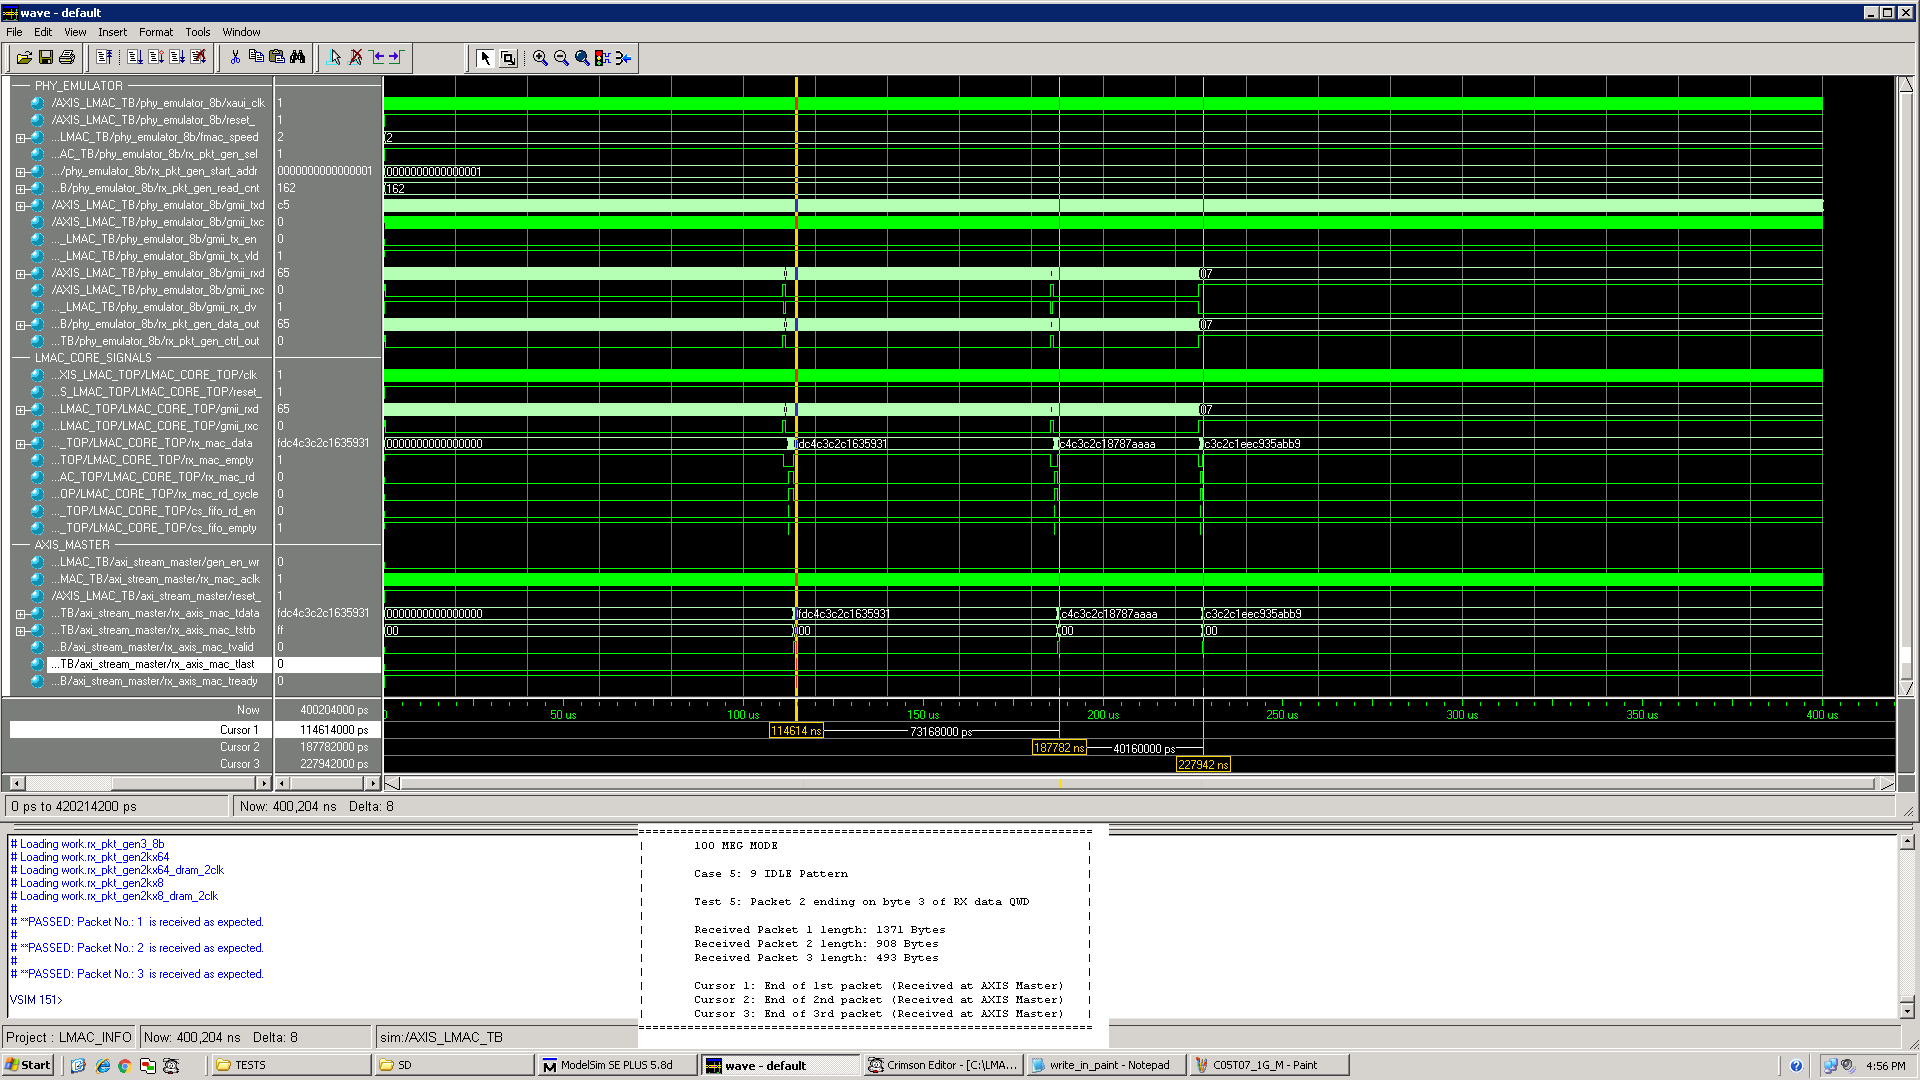 wave - default
File Edit View Insert Format Tools Window
PHY_EMULATOR
/AXIS_LMAC_TB/phy_emulator_8b/xaui_clk 1
/AXIS_LMAC_TB/phy_emulator_8b/reset_ 1
...LMAC_TB/phy_emulator_8b/fmac_speed 2 2
...AC_TB/phy_emulator_8b/rx_pkt_gen_sel 1
.../phy_emulator_8b/rx_pkt_gen_start_addr 0000000000000001 0000000000000001
...B/phy_emulator_8b/rx_pkt_gen_read_cnt 162 162
/AXIS_LMAC_TB/phy_emulator_8b/gmii_txd c5
/AXIS_LMAC_TB/phy_emulator_8b/gmii_txc 0
..._LMAC_TB/phy_emulator_8b/gmii_tx_en 0
..._LMAC_TB/phy_emulator_8b/gmii_tx_vld 1
/AXIS_LMAC_TB/phy_emulator_8b/gmii_rxd 65 07
/AXIS_LMAC_TB/phy_emulator_8b/gmii_rxc 0
..._LMAC_TB/phy_emulator_8b/gmii_rx_dv 1
...B/phy_emulator_8b/rx_pkt_gen_data_out 65 07
...TB/phy_emulator_8b/rx_pkt_gen_ctrl_out 0
LMAC_CORE_SIGNALS
...XIS_LMAC_TOP/LMAC_CORE_TOP/clk 1
...S_LMAC_TOP/LMAC_CORE_TOP/reset_ 1
...LMAC_TOP/LMAC_CORE_TOP/gmii_rxd 65 07
...LMAC_TOP/LMAC_CORE_TOP/gmii_rxc 0
..._TOP/LMAC_CORE_TOP/rx_mac_data fdc4c3c2c1635931 0000000000000000 fdc4c3c2c1635931 c4c3c2c18787aaaa c3c2c1eec935abb9
...TOP/LMAC_CORE_TOP/rx_mac_empty 1
...AC_TOP/LMAC_CORE_TOP/rx_mac_rd 0
...OP/LMAC_CORE_TOP/rx_mac_rd_cycle 0
..._TOP/LMAC_CORE_TOP/cs_fifo_rd_en 0
..._TOP/LMAC_CORE_TOP/cs_fifo_empty 1
AXIS_MASTER
...LMAC_TB/axi_stream_master/gen_en_wr 0
...MAC_TB/axi_stream_master/rx_mac_aclk 1
/AXIS_LMAC_TB/axi_stream_master/reset_ 1
...TB/axi_stream_master/rx_axis_mac_tdata fdc4c3c2c1635931 0000000000000000 fdc4c3c2c1635931 c4c3c2c18787aaaa c3c2c1eec935abb9
...TB/axi_stream_master/rx_axis_mac_tstrb ff 00 00 00 00
...B/axi_stream_master/rx_axis_mac_tvalid 0
...TB/axi_stream_master/rx_axis_mac_tlast 0
...B/axi_stream_master/rx_axis_mac_tready 0
Now 400204000 ps 0 50 us 100 us 150 us 200 us 250 us 300 us 350 us 400 us
Cursor 1 114614000 ps 114614 ns 73168000 ps
Cursor 2 187782000 ps 187782 ns 40160000 ps
Cursor 3 227942000 ps 227942 ns
0 ps to 420214200 ps Now: 400,204 ns Delta: 8
# Loading work.rx_pkt_gen3_8b
# Loading work.rx_pkt_gen2kx64
# Loading work.rx_pkt_gen2kx64_dram_2clk
# Loading work.rx_pkt_gen2kx8
# Loading work.rx_pkt_gen2kx8_dram_2clk
#
# **PASSED: Packet No.: 1 is received as expected.
#
# **PASSED: Packet No.: 2 is received as expected.
#
# **PASSED: Packet No.: 3 is received as expected.
VSIM 151>
100 MEG MODE
Case 5: 9 IDLE Pattern
Test 5: Packet 2 ending on byte 3 of RX data QWD
Received Packet 1 length: 1371 Bytes
Received Packet 2 length: 908 Bytes
Received Packet 3 length: 493 Bytes
Cursor 1: End of 1st packet (Received at AXIS Master)
Cursor 2: End of 2nd packet (Received at AXIS Master)
Cursor 3: End of 3rd packet (Received at AXIS Master)
Project : LMAC_INFO Now: 400,204 ns Delta: 8 sim:/AXIS_LMAC_TB
Start TESTS SD ModelSim SE PLUS 5.8d wave - default Crimson Editor - [C:\LMA... write_in_paint - Notepad C05T07_1G_M - Paint 4:56 PM